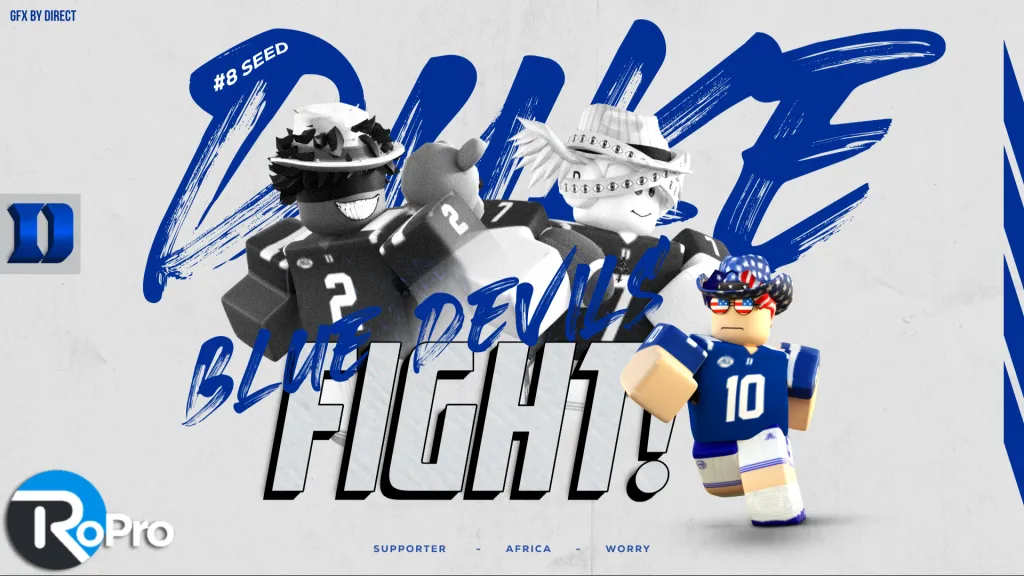 GFX BY DIRECT
DUKE
#8 SEED
2
7
2
BLUE DEVILS
FIGHT!
10
D
RoPro
SUPPORTER - AFRICA - WORRY